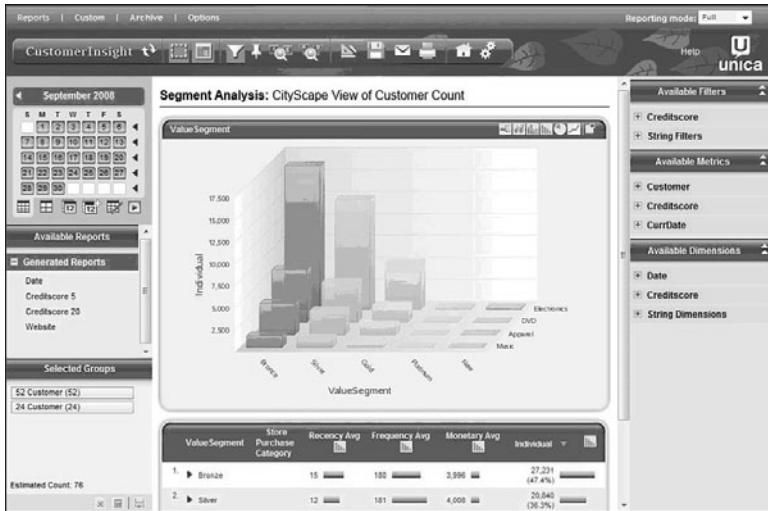 Reports | Custom | Archive | Options
Reporting mode: Full
CustomerInsight
Help
unica
September 2008
S M T W T F S
1 2 3 4 5 6
7 8 9 10 11 12 13
14 15 16 17 18 19 20
21 22 23 24 25 26 27
28 29 30
12 12
Available Reports
Generated Reports
Date
Creditscore 5
Creditscore 20
Website
Selected Groups
52 Customer (52)
24 Customer (24)
Estimated Count: 76
Segment Analysis: CityScape View of Customer Count
ValueSegment
17,500
15,000
12,500
10,000
7,500
5,000
2,500
Individual
Electronics
DVD
Apparel
Music
Bronze
Silver
Gold
Platinum
New
ValueSegment
ValueSegment Store Purchase Category Recency Avg Frequency Avg Monetary Avg Individual
1. Bronze 15 180 3,996 27,231 (47.4%)
2. Silver 12 181 4,008 20,840 (36.3%)
Available Filters
Creditscore
String Filters
Available Metrics
Customer
Creditscore
CurrDate
Available Dimensions
Date
Creditscore
String Dimensions